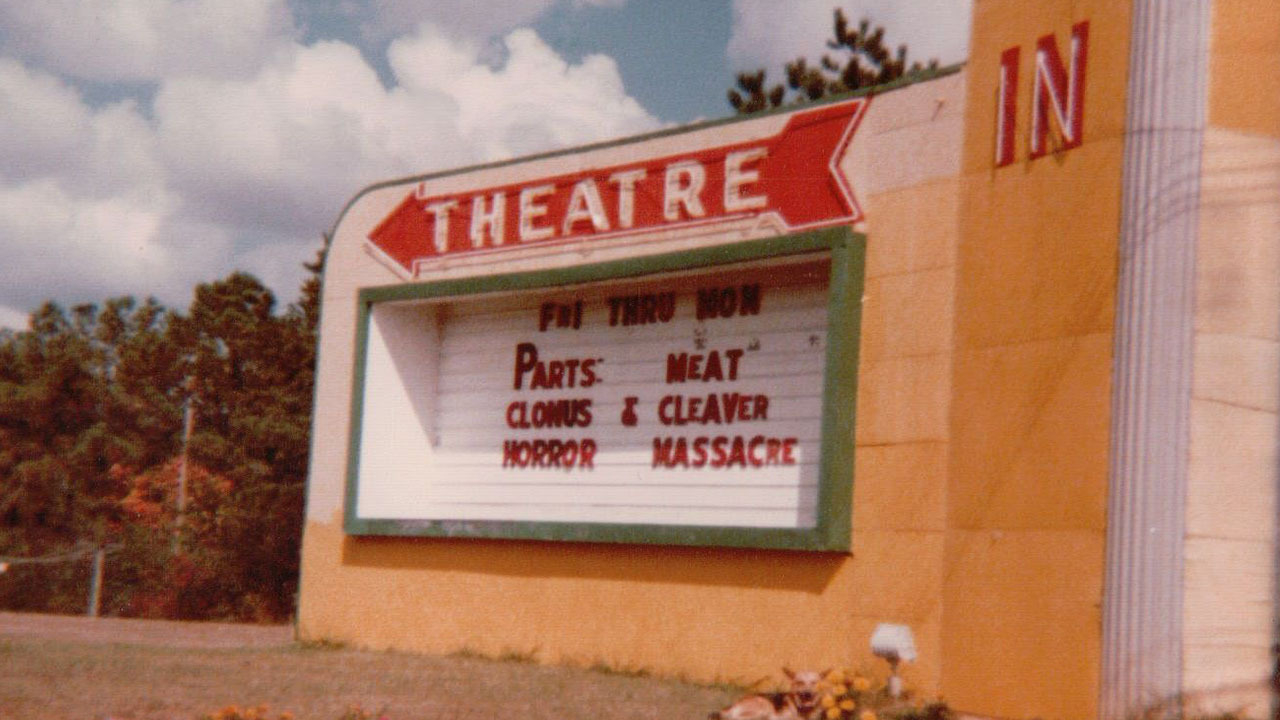 THEATRE
IN
FRI THRU MON
PARTS: MEAT
CLONUS & CLEAVER
HORROR MASSACRE